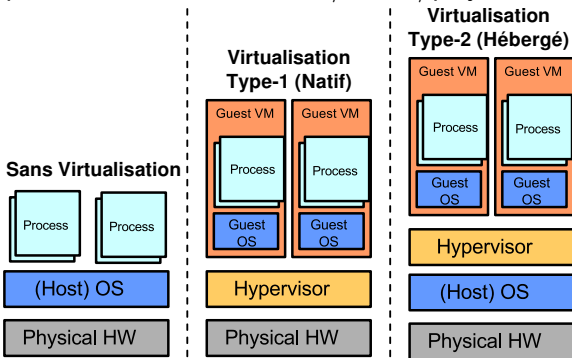 Sans Virtualisation
Process
Process
(Host) OS
Physical HW
Virtualisation
Type-1 (Natif)
Guest VM
Guest VM
Process
Process
Guest
OS
Guest
OS
Hypervisor
Physical HW
Virtualisation
Type-2 (Hébergé)
Guest VM
Guest VM
Process
Process
Guest
OS
Guest
OS
Hypervisor
(Host) OS
Physical HW